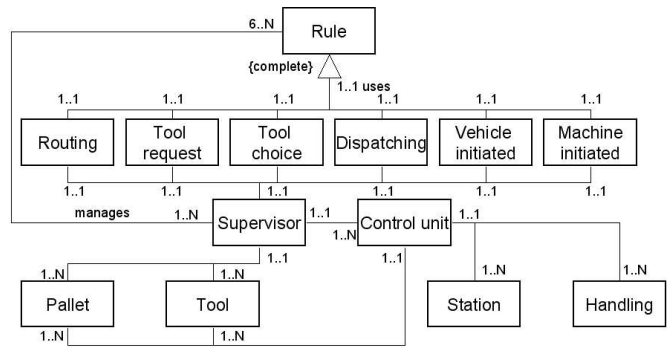 6..N
Rule
{complete}
1..1 uses
1..1 1..1 1..1 1..1 1..1 1..1
Routing
Tool
request
Tool
choice
Dispatching
Vehicle
initiated
Machine
initiated
1..1 1..1 1..1 1..1 1..1 1..1
manages
1..N
Supervisor
1..1
1..N
Control unit
1..1
1..1
1..1
1..N
1..N
1..N
1..N
Pallet
Tool
Station
Handling
1..N
1..N